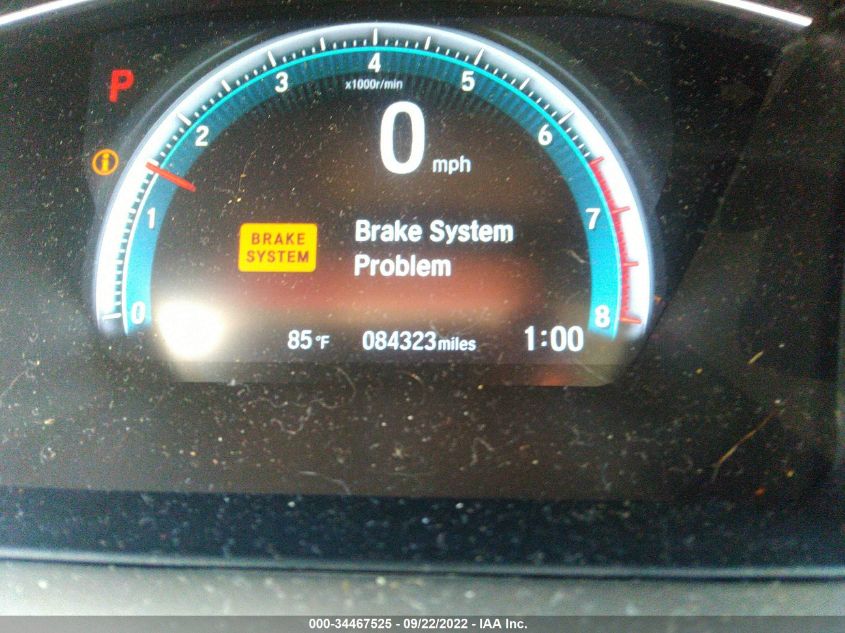 P
0
1
2
3
4
5
6
7
8
x1000r/min
0 mph
BRAKE
SYSTEM
Brake System
Problem
85°F 084323 miles 1:00
000-34467525 - 09/22/2022 - IAA Inc.